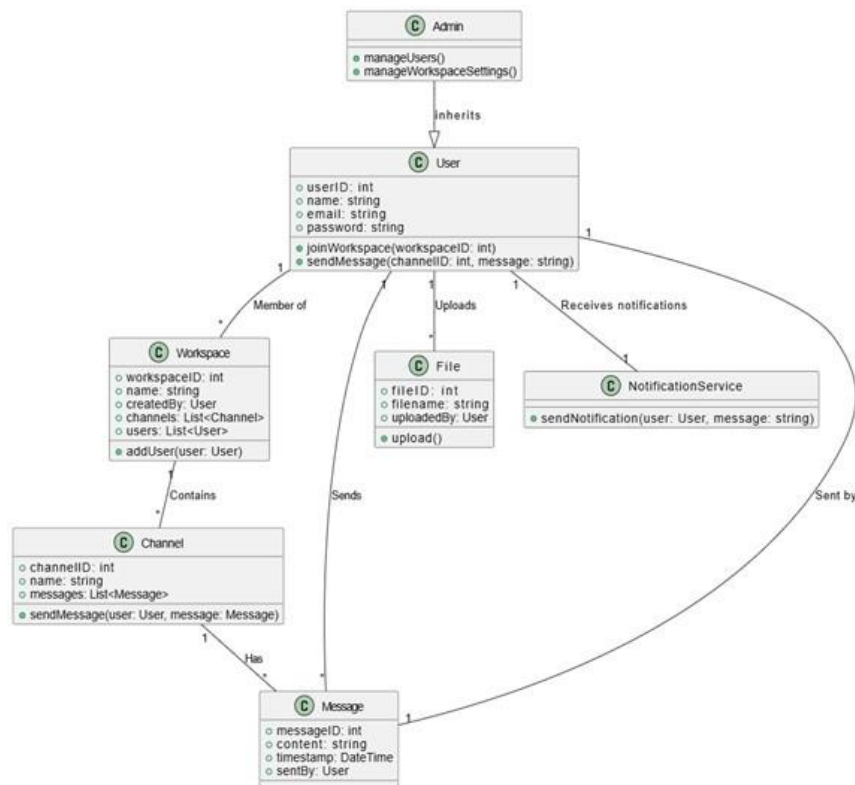 C Admin
manageUsers()
manageWorkspaceSettings()
inherits
C User
userID: int
name: string
email: string
password: string
joinWorkspace(workspaceID: int)
sendMessage(channelID: int, message: string)
1
1
1
1
1
Member of
Uploads
Receives notifications
*
*
1
C Workspace
workspaceID: int
name: string
createdBy: User
channels: List<Channel>
users: List<User>
addUser(user: User)
C File
fileID: int
filename: string
uploadedBy: User
upload()
C NotificationService
sendNotification(user: User, message: string)
1
Contains
*
Sends
Sent by
C Channel
channelID: int
name: string
messages: List<Message>
sendMessage(user: User, message: Message)
1
Has
*
*
1
C Message
messageID: int
content: string
timestamp: DateTime
sentBy: User